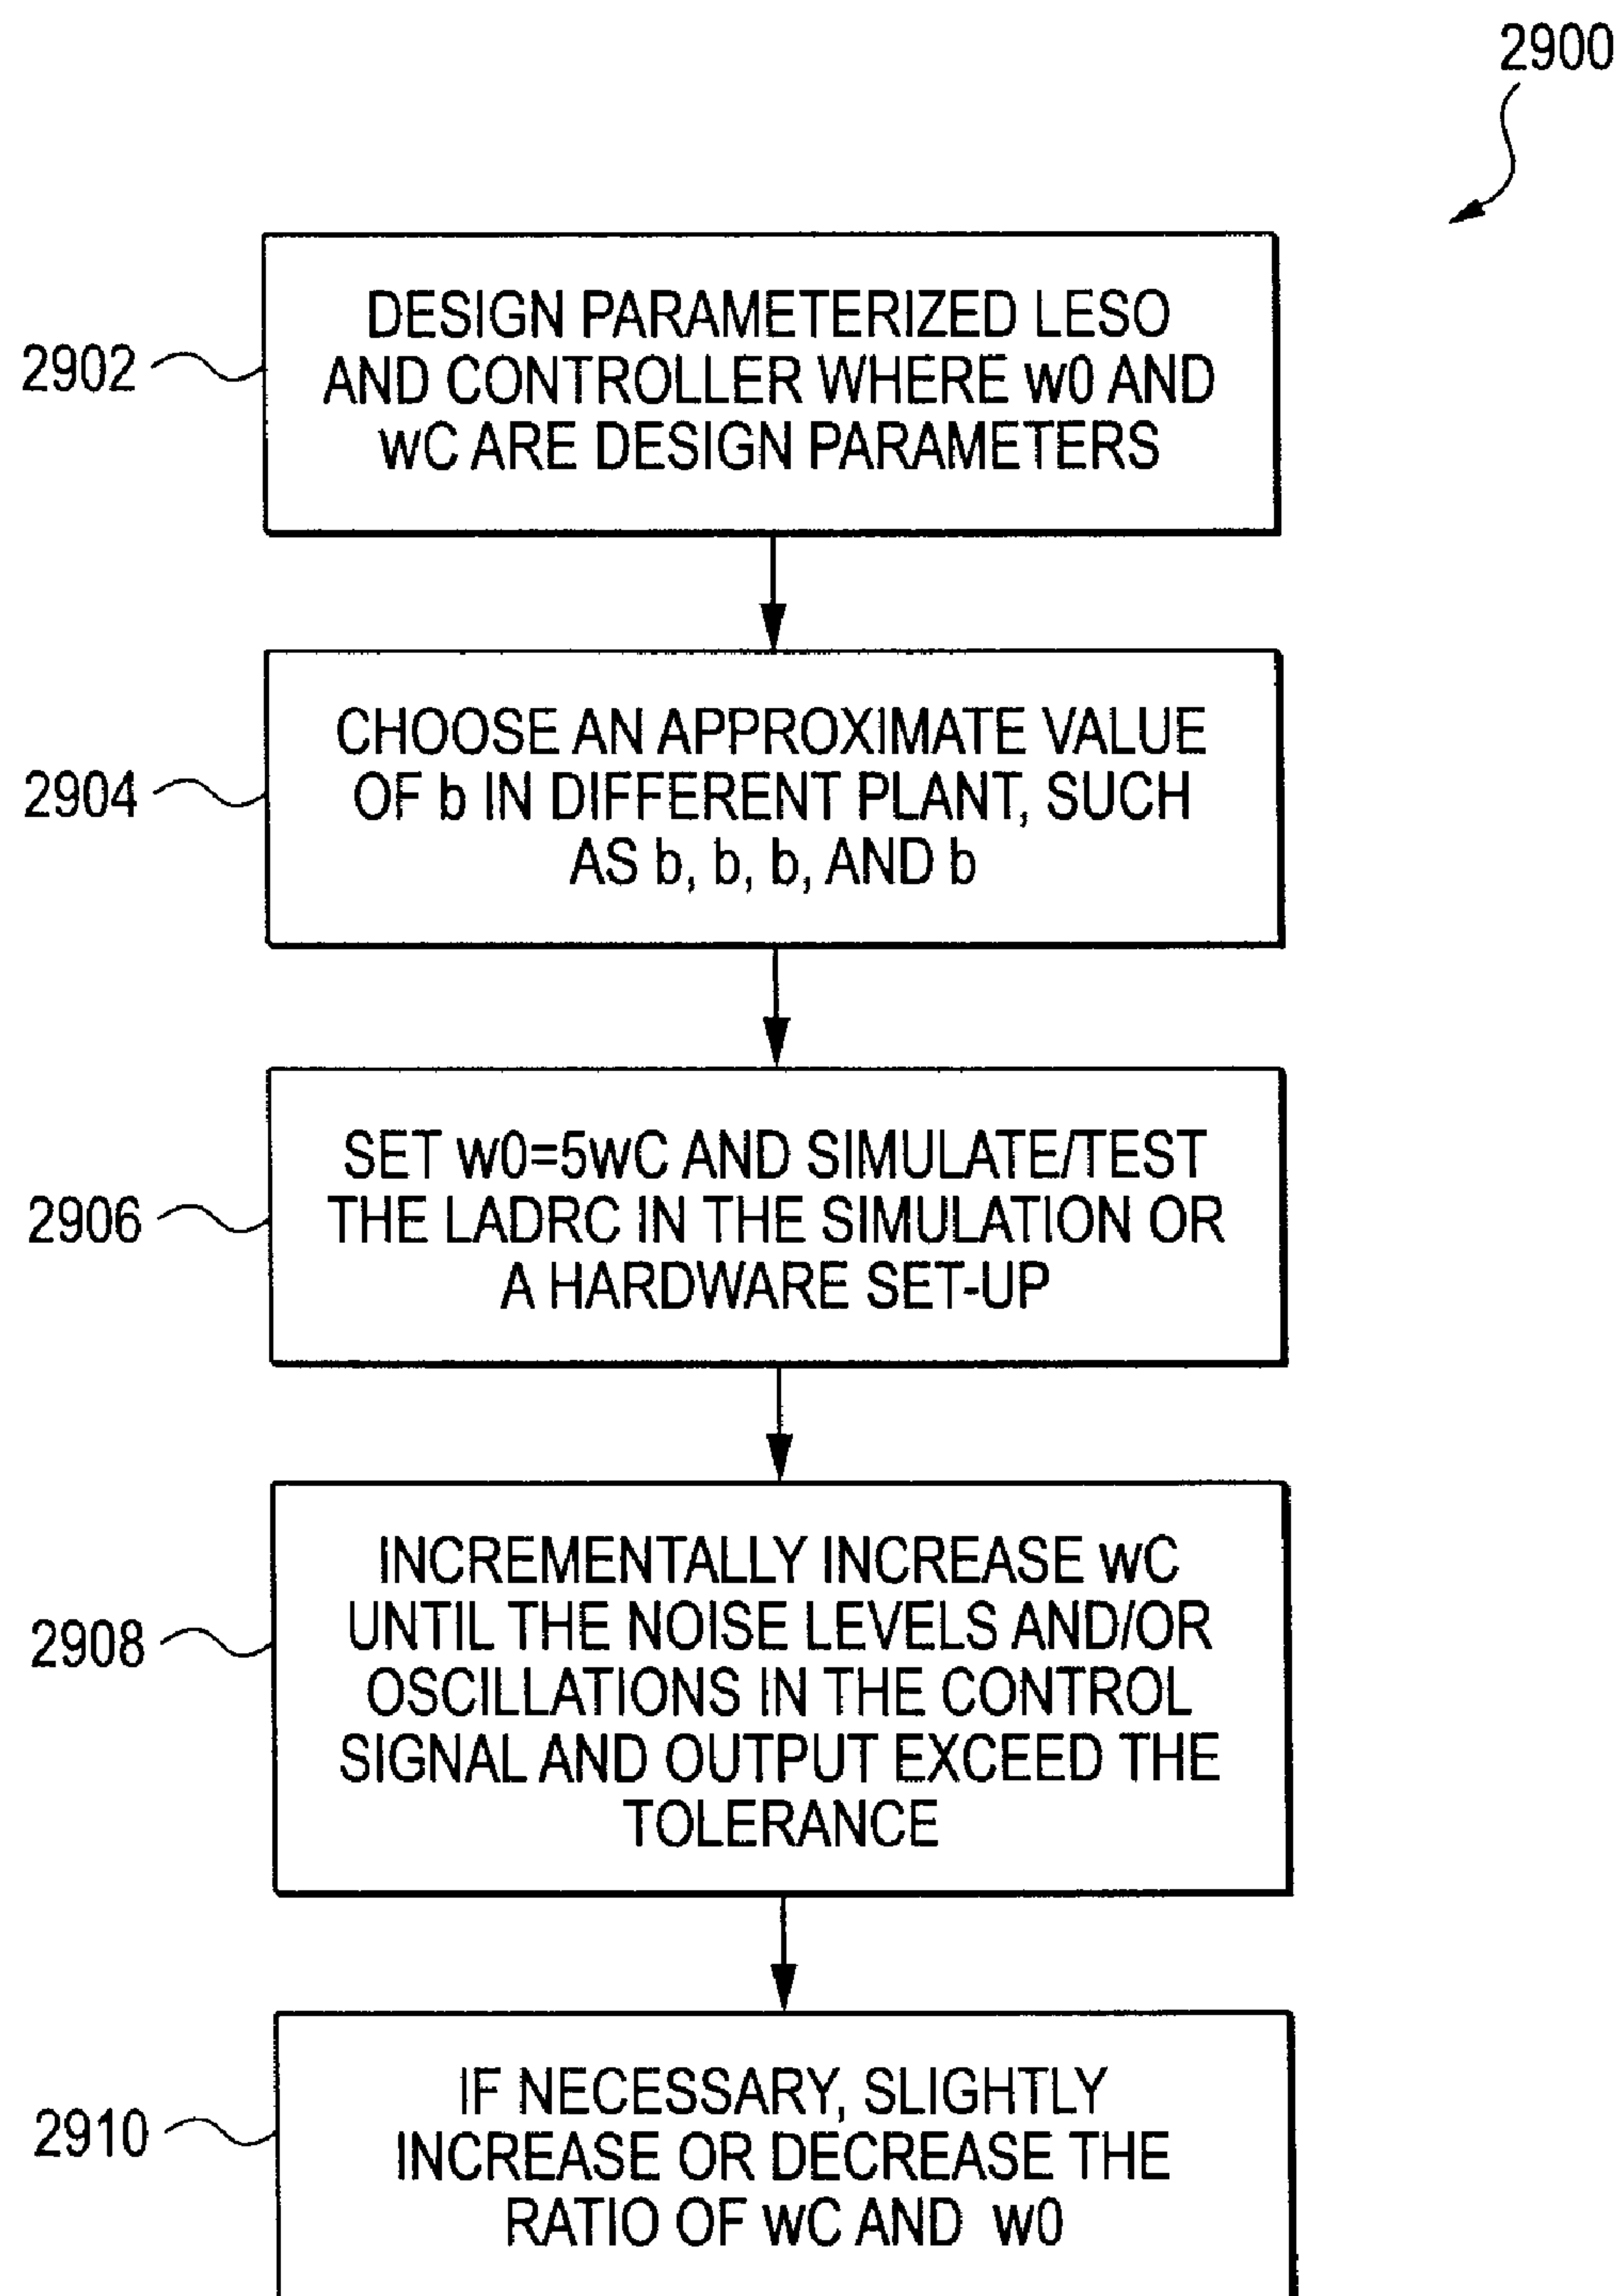 2900
2902
DESIGN PARAMETERIZED LESO
AND CONTROLLER WHERE w0 AND
wC ARE DESIGN PARAMETERS
2904
CHOOSE AN APPROXIMATE VALUE
OF b IN DIFFERENT PLANT, SUCH
AS b, b, b, AND b
2906
SET w0=5wC AND SIMULATE/TEST
THE LADRC IN THE SIMULATION OR
A HARDWARE SET-UP
2908
INCREMENTALLY INCREASE wC
UNTIL THE NOISE LEVELS AND/OR
OSCILLATIONS IN THE CONTROL
SIGNAL AND OUTPUT EXCEED THE
TOLERANCE
2910
IF NECESSARY, SLIGHTLY
INCREASE OR DECREASE THE
RATIO OF wC AND w0